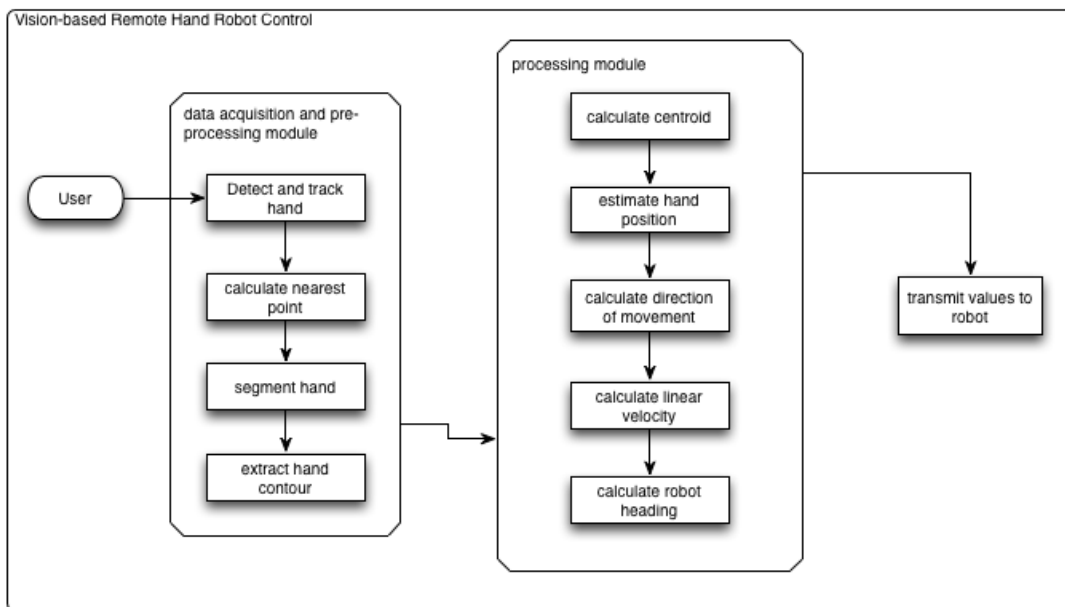 Vision-based Remote Hand Robot Control
data acquisition and pre-
processing module
User
Detect and track
hand
calculate nearest
point
segment hand
extract hand
contour
processing module
calculate centroid
estimate hand
position
calculate direction
of movement
calculate linear
velocity
calculate robot
heading
transmit values to
robot